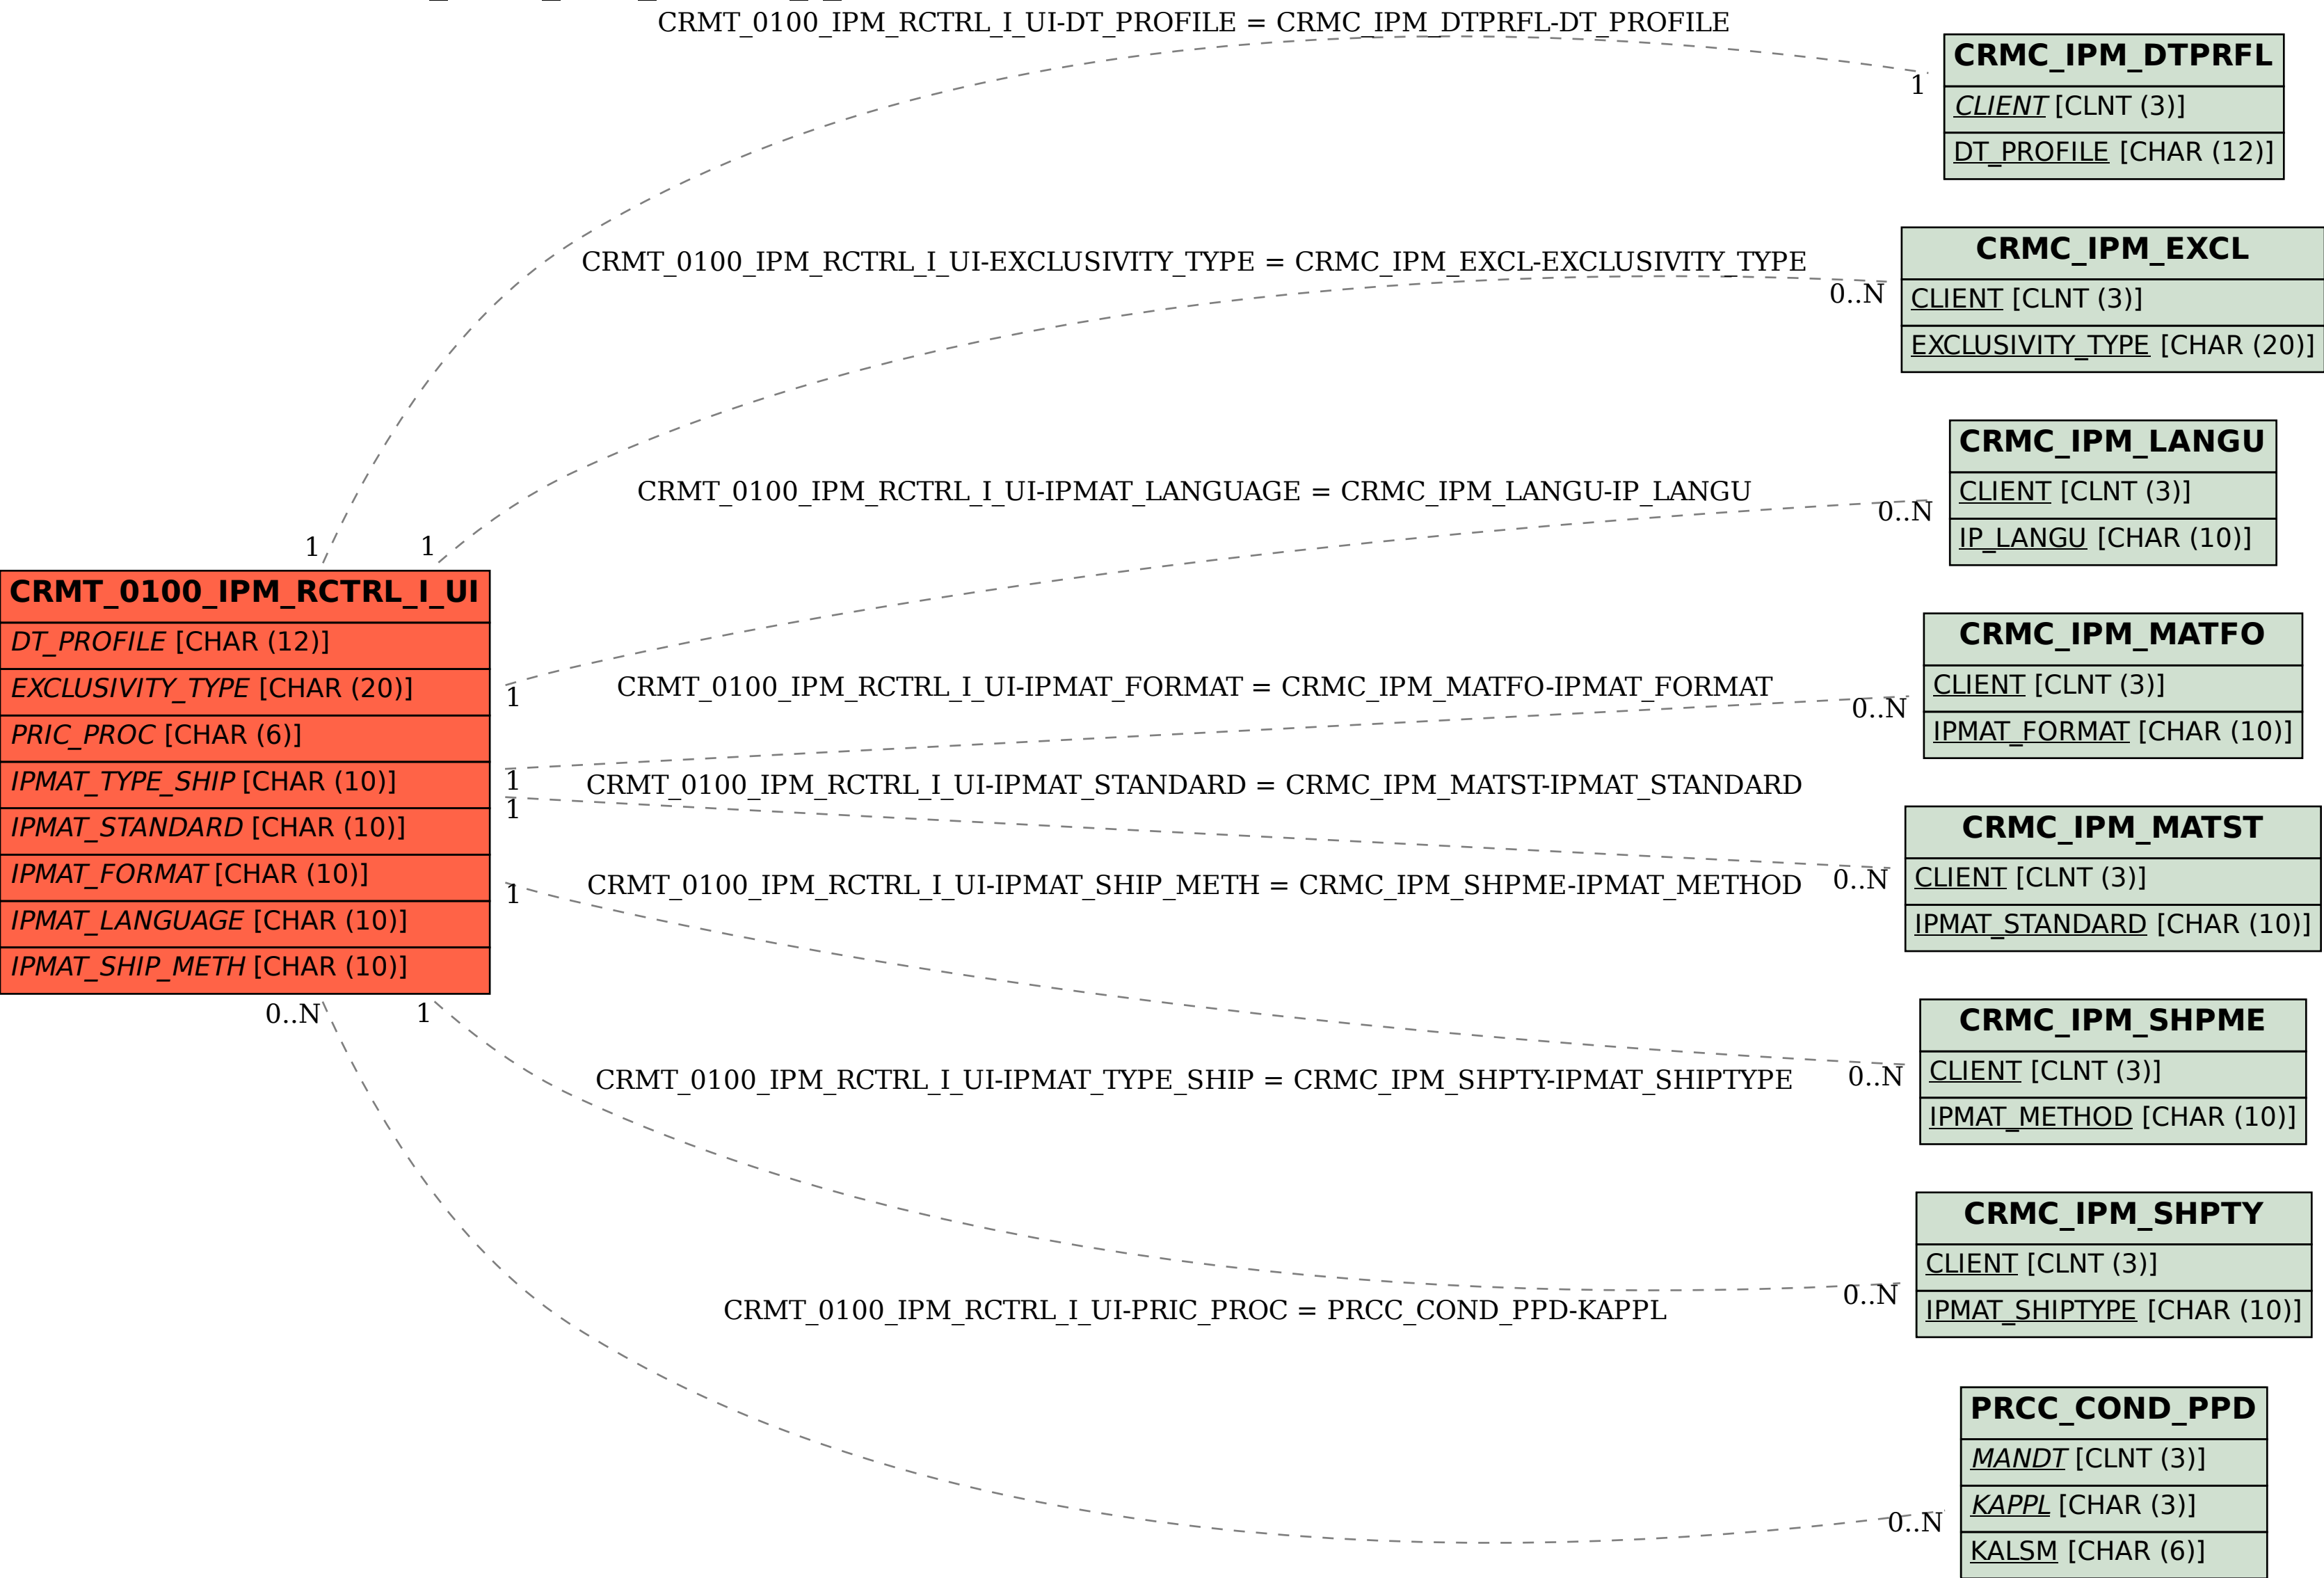 CRMT_0100_IPM_RCTRL_I_UI-DT_PROFILE = CRMC_IPM_DTPRFL-DT_PROFILE
1
CRMC_IPM_DTPRFL
CLIENT [CLNT (3)]
DT_PROFILE [CHAR (12)]
CRMT_0100_IPM_RCTRL_I_UI-EXCLUSIVITY_TYPE = CRMC_IPM_EXCL-EXCLUSIVITY_TYPE
0..N
CRMC_IPM_EXCL
CLIENT [CLNT (3)]
EXCLUSIVITY_TYPE [CHAR (20)]
CRMT_0100_IPM_RCTRL_I_UI-IPMAT_LANGUAGE = CRMC_IPM_LANGU-IP_LANGU
0..N
CRMC_IPM_LANGU
CLIENT [CLNT (3)]
IP_LANGU [CHAR (10)]
1
1
CRMT_0100_IPM_RCTRL_I_UI
DT_PROFILE [CHAR (12)]
EXCLUSIVITY_TYPE [CHAR (20)]
PRIC_PROC [CHAR (6)]
IPMAT_TYPE_SHIP [CHAR (10)]
IPMAT_STANDARD [CHAR (10)]
IPMAT_FORMAT [CHAR (10)]
IPMAT_LANGUAGE [CHAR (10)]
IPMAT_SHIP_METH [CHAR (10)]
1
CRMT_0100_IPM_RCTRL_I_UI-IPMAT_FORMAT = CRMC_IPM_MATFO-IPMAT_FORMAT
0..N
CRMC_IPM_MATFO
CLIENT [CLNT (3)]
IPMAT_FORMAT [CHAR (10)]
1
CRMT_0100_IPM_RCTRL_I_UI-IPMAT_STANDARD = CRMC_IPM_MATST-IPMAT_STANDARD
1
0..N
CRMC_IPM_MATST
CLIENT [CLNT (3)]
IPMAT_STANDARD [CHAR (10)]
1
CRMT_0100_IPM_RCTRL_I_UI-IPMAT_SHIP_METH = CRMC_IPM_SHPME-IPMAT_METHOD
0..N
CRMC_IPM_SHPME
CLIENT [CLNT (3)]
IPMAT_METHOD [CHAR (10)]
0..N
1
CRMT_0100_IPM_RCTRL_I_UI-IPMAT_TYPE_SHIP = CRMC_IPM_SHPTY-IPMAT_SHIPTYPE
0..N
CRMC_IPM_SHPTY
CLIENT [CLNT (3)]
IPMAT_SHIPTYPE [CHAR (10)]
CRMT_0100_IPM_RCTRL_I_UI-PRIC_PROC = PRCC_COND_PPD-KAPPL
0..N
PRCC_COND_PPD
MANDT [CLNT (3)]
KAPPL [CHAR (3)]
KALSM [CHAR (6)]